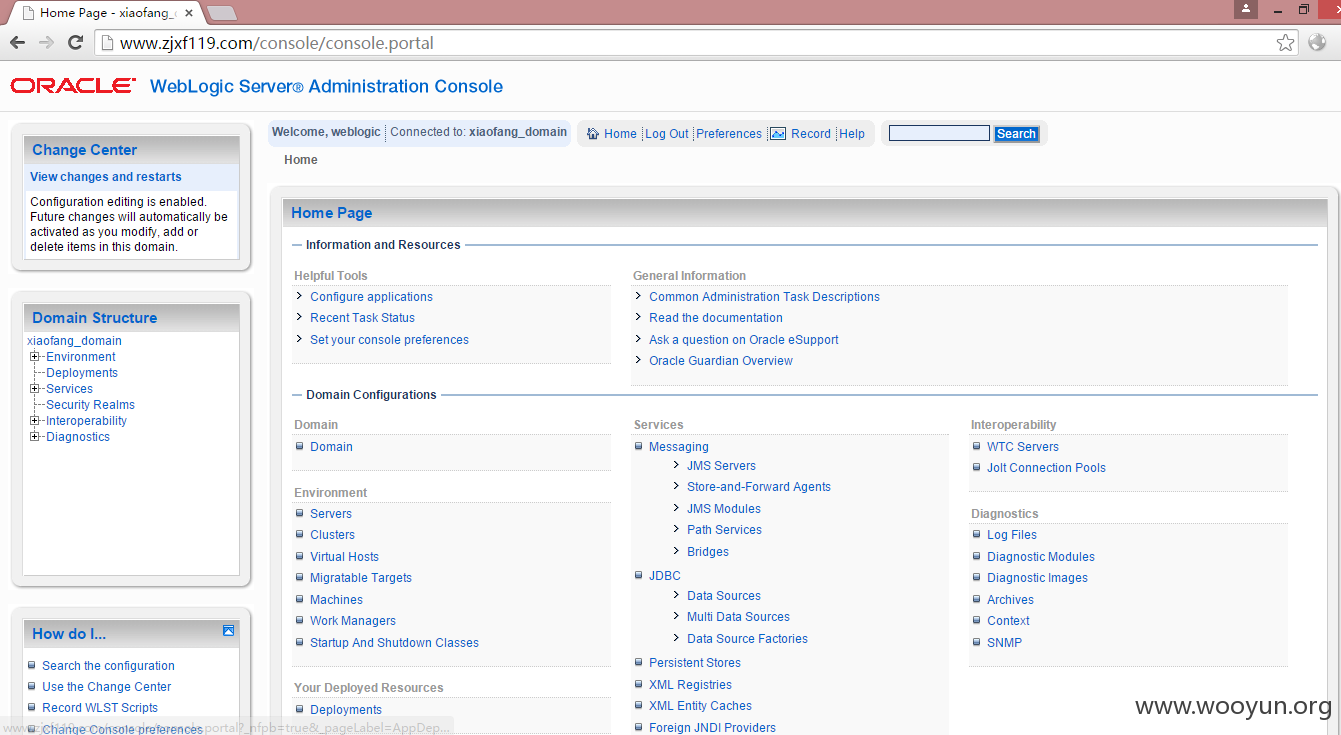 Home Page - xiaofang_
www.zjxf119.com/console/console.portal
ORACLE® WebLogic Server® Administration Console
Change Center
View changes and restarts
Configuration editing is enabled.
Future changes will automatically be
activated as you modify, add or
delete items in this domain.
Domain Structure
xiaofang_domain
Environment
Deployments
Services
Security Realms
Interoperability
Diagnostics
How do I...
Search the configuration
Use the Change Center
Record WLST Scripts
Change Console preferences
Welcome, weblogic Connected to: xiaofang_domain
Home Log Out Preferences Record Help
Search
Home
Home Page
Information and Resources
Helpful Tools
Configure applications
Recent Task Status
Set your console preferences
General Information
Common Administration Task Descriptions
Read the documentation
Ask a question on Oracle eSupport
Oracle Guardian Overview
Domain Configurations
Domain
Domain
Environment
Servers
Clusters
Virtual Hosts
Migratable Targets
Machines
Work Managers
Startup And Shutdown Classes
Your Deployed Resources
Deployments
Services
Messaging
JMS Servers
Store-and-Forward Agents
JMS Modules
Path Services
Bridges
JDBC
Data Sources
Multi Data Sources
Data Source Factories
Persistent Stores
XML Registries
XML Entity Caches
Foreign JNDI Providers
Interoperability
WTC Servers
Jolt Connection Pools
Diagnostics
Log Files
Diagnostic Modules
Diagnostic Images
Archives
Context
SNMP
www.zjxf119.com/console/console.portal?_nfpb=true&_pageLabel=AppDep...
www.wooyun.org